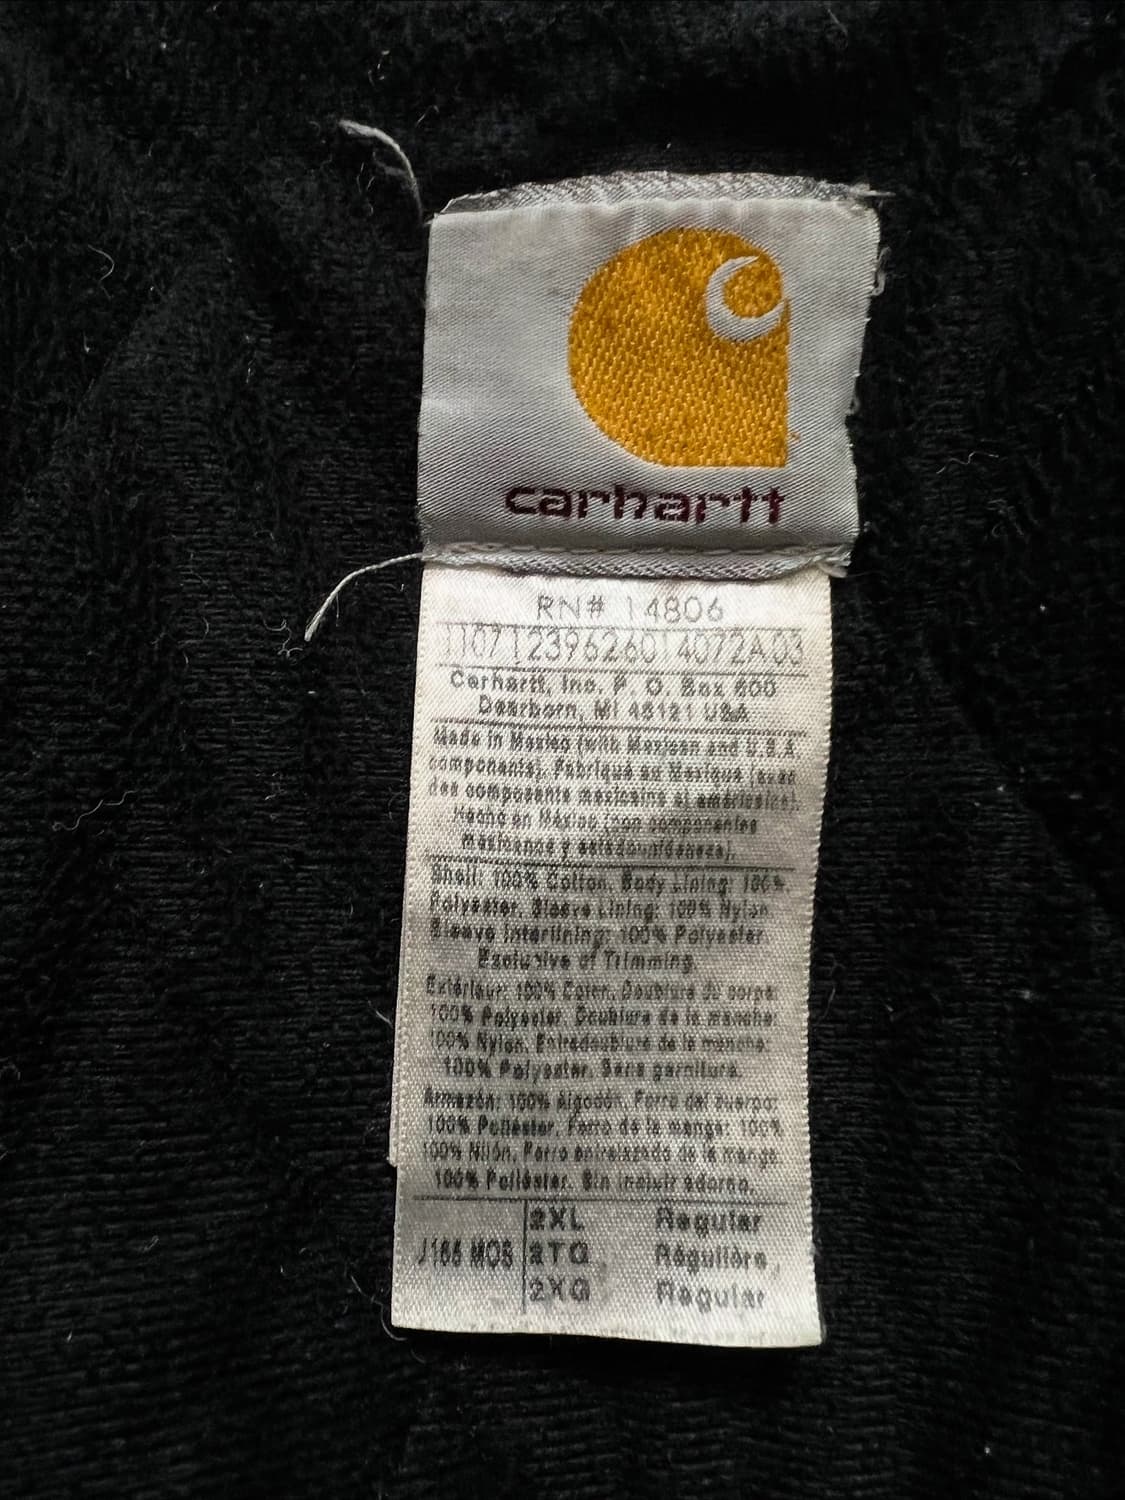 carhartt
RN# 14806
11071239626014072A03
Carhartt, Inc. P. O. Box 600
Dearborn, MI 48121 USA
Made in Mexico (with Mexican and U.S.A
components). Fabriqué au Mexique (avec
des composants mexicains et américains).
Hecho en México (con componentes
mexicanos y estadounidenses).
Shell: 100% Cotton. Body Lining: 100%
Polyester. Sleeve Lining: 100% Nylon.
Sleeve Interlining: 100% Polyester.
Exclusive of Trimming.
Extérieur: 100% Coton. Doublure du corps:
100% Polyester. Doublure de la manche:
100% Nylon. Entredoublure de la manche:
100% Polyester. Sans garniture.
Armazón: 100% Algodón. Forro del cuerpo:
100% Poliéster. Forro de la manga: 100%
100% Nilón. Forro entrelazado de la manga:
100% Poliéster. Sin incluir adorno.
2XL Regular
MOS 2TG Régulière
2XG Regular